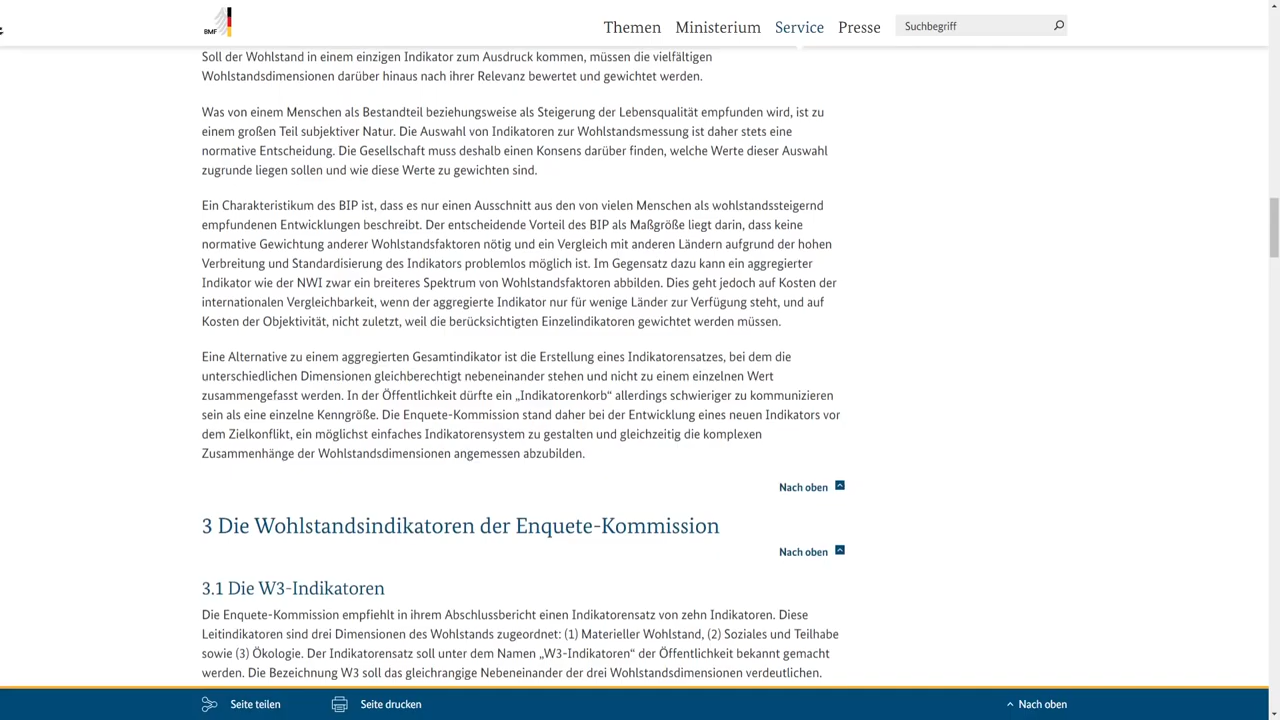 BMF
Themen Ministerium Service Presse Suchbegriff
Soll der Wohlstand in einem einzigen Indikator zum Ausdruck kommen, müssen die vielfältigen
Wohlstandsdimensionen darüber hinaus nach ihrer Relevanz bewertet und gewichtet werden.
Was von einem Menschen als Bestandteil beziehungsweise als Steigerung der Lebensqualität empfunden wird, ist zu
einem großen Teil subjektiver Natur. Die Auswahl von Indikatoren zur Wohlstandsmessung ist daher stets eine
normative Entscheidung. Die Gesellschaft muss deshalb einen Konsens darüber finden, welche Werte dieser Auswahl
zugrunde liegen sollen und wie diese Werte zu gewichten sind.
Ein Charakteristikum des BIP ist, dass es nur einen Ausschnitt aus den von vielen Menschen als wohlstandssteigernd
empfundenen Entwicklungen beschreibt. Der entscheidende Vorteil des BIP als Maßgröße liegt darin, dass keine
normative Gewichtung anderer Wohlstandsfaktoren nötig und ein Vergleich mit anderen Ländern aufgrund der hohen
Verbreitung und Standardisierung des Indikators problemlos möglich ist. Im Gegensatz dazu kann ein aggregierter
Indikator wie der NWI zwar ein breiteres Spektrum von Wohlstandsfaktoren abbilden. Dies geht jedoch auf Kosten der
internationalen Vergleichbarkeit, wenn der aggregierte Indikator nur für wenige Länder zur Verfügung steht, und auf
Kosten der Objektivität, nicht zuletzt, weil die berücksichtigten Einzelindikatoren gewichtet werden müssen.
Eine Alternative zu einem aggregierten Gesamtindikator ist die Erstellung eines Indikatorensatzes, bei dem die
unterschiedlichen Dimensionen gleichberechtigt nebeneinander stehen und nicht zu einem einzelnen Wert
zusammengefasst werden. In der Öffentlichkeit dürfte ein „Indikatorenkorb“ allerdings schwieriger zu kommunizieren
sein als eine einzelne Kenngröße. Die Enquete-Kommission stand daher bei der Entwicklung eines neuen Indikators vor
dem Zielkonflikt, ein möglichst einfaches Indikatorensystem zu gestalten und gleichzeitig die komplexen
Zusammenhänge der Wohlstandsdimensionen angemessen abzubilden.
Nach oben
3 Die Wohlstandsindikatoren der Enquete-Kommission
Nach oben
3.1 Die W3-Indikatoren
Die Enquete-Kommission empfiehlt in ihrem Abschlussbericht einen Indikatorensatz von zehn Indikatoren. Diese
Leitindikatoren sind drei Dimensionen des Wohlstands zugeordnet: (1) Materieller Wohlstand, (2) Soziales und Teilhabe
sowie (3) Ökologie. Der Indikatorensatz soll unter dem Namen „W3-Indikatoren“ der Öffentlichkeit bekannt gemacht
werden. Die Bezeichnung W3 soll das gleichrangige Nebeneinander der drei Wohlstandsdimensionen verdeutlichen.
Seite teilen Seite drucken Nach oben